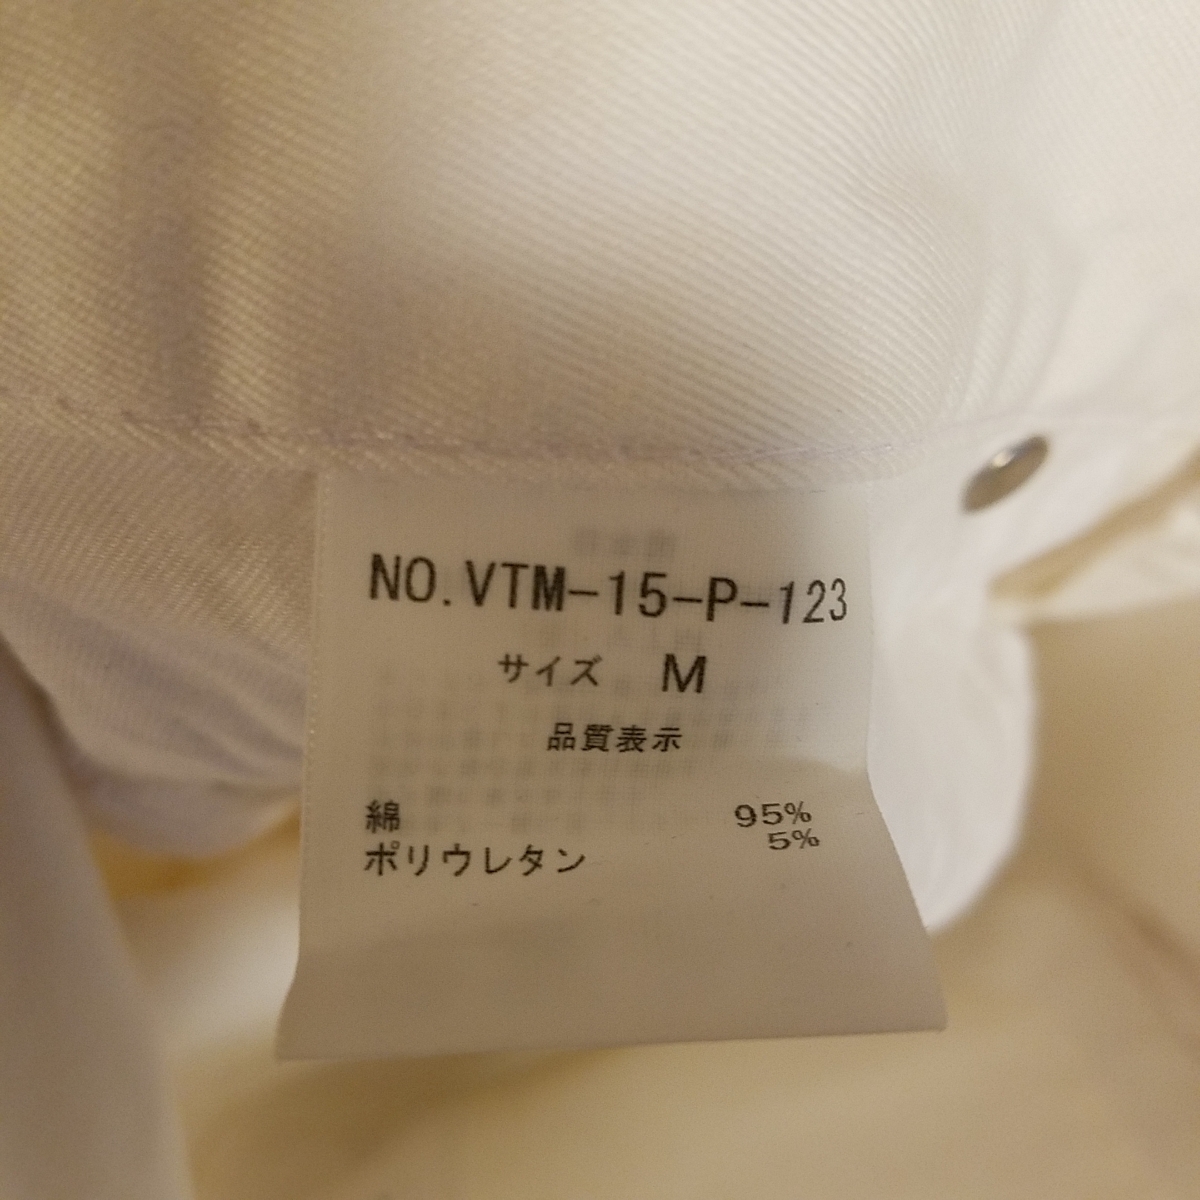 NO.VTM-15-P-123
サイズ M
品質表示
綿 95%
ポリウレタン 5%